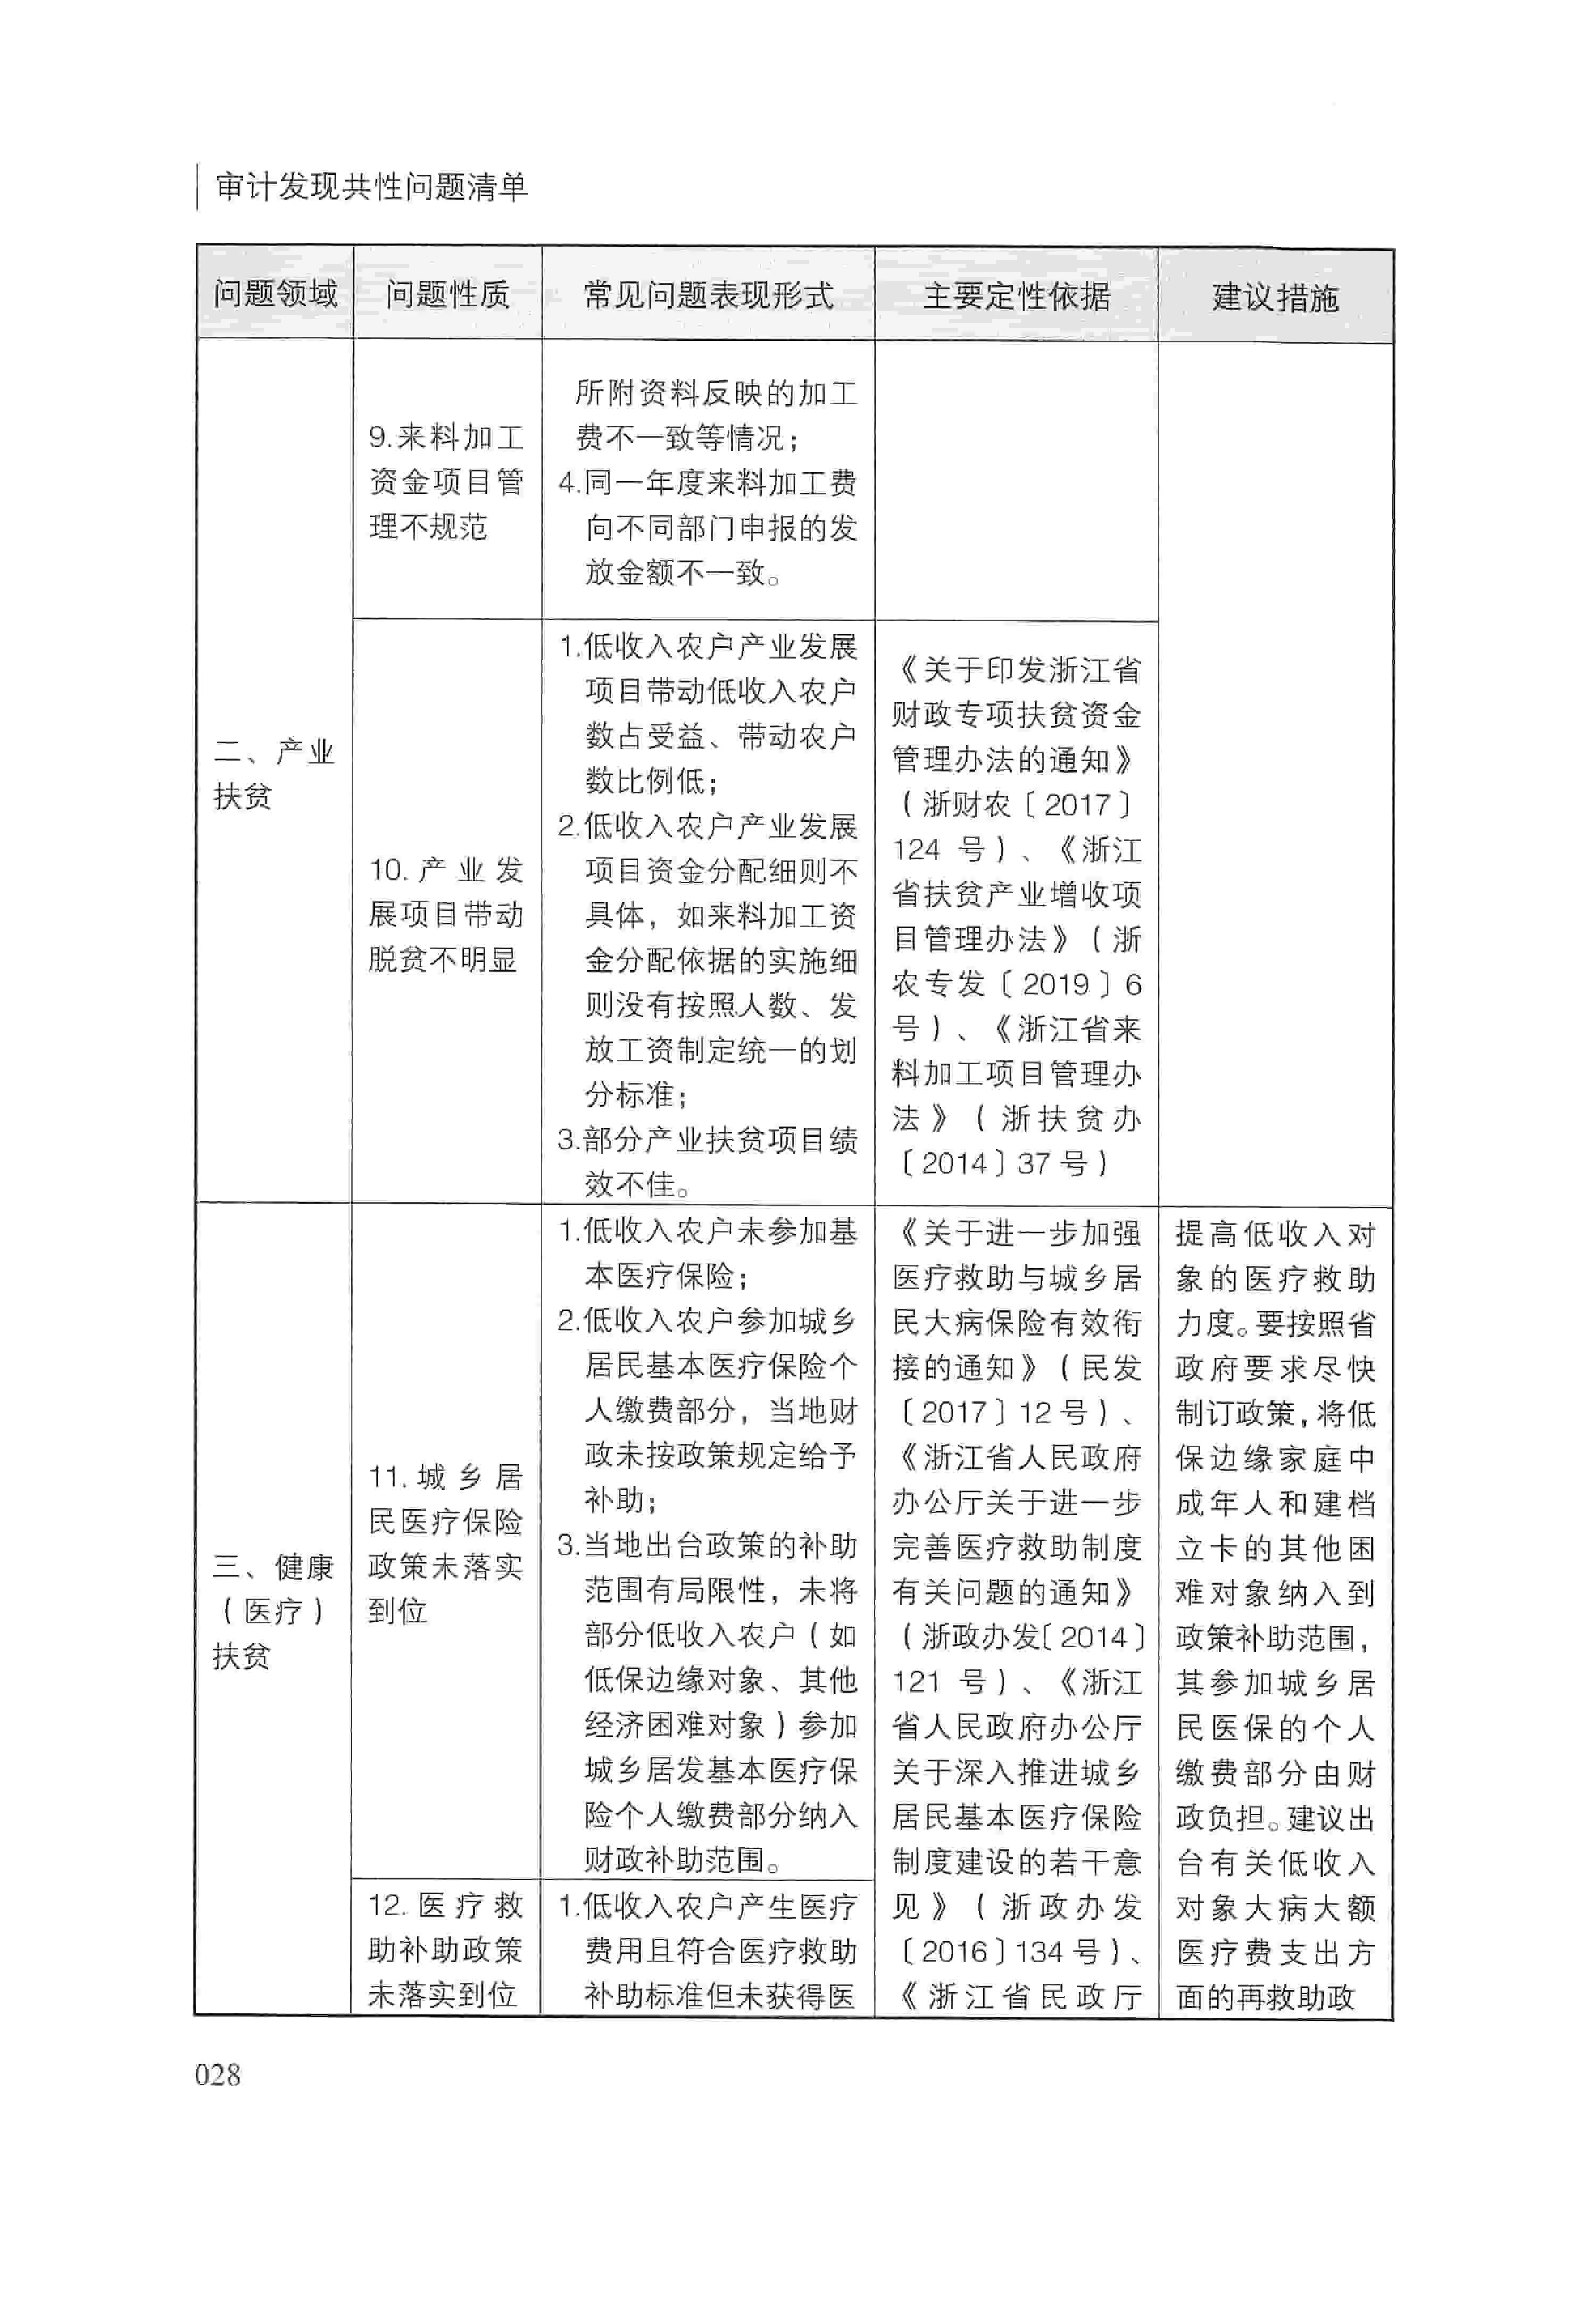 审计发现共性问题清单
问题领域
问题性质
常见问题表现形式
主要定性依据
建议措施
二、产业
扶贫
9.来料加工
资金项目管
理不规范
所附资料反映的加工
费不一致等情况；
4.同一年度来料加工费
向不同部门申报的发
放金额不一致。
10.产业发
展项目带动
脱贫不明显
1.低收入农户产业发展
项目带动低收入农户
数占受益、带动农户
数比例低；
2.低收入农户产业发展
项目资金分配细则不
具体，如来料加工资
金分配依据的实施细
则没有按照人数、发
放工资制定统一的划
分标准；
3.部分产业扶贫项目绩
效不佳。
《关于印发浙江省
财政专项扶贫资金
管理办法的通知》
（浙财农〔2017〕
124号）、《浙江
省扶贫产业增收项
目管理办法》（浙
农专发〔2019〕6
号）、《浙江省来
料加工项目管理办
法》（浙扶贫办
〔2014〕37号）
三、健康
（医疗）
扶贫
11.城乡居
民医疗保险
政策未落实
到位
1.低收入农户未参加基
本医疗保险；
2.低收入农户参加城乡
居民基本医疗保险个
人缴费部分，当地财
政未按政策规定给予
补助；
3.当地出台政策的补助
范围有局限性，未将
部分低收入农户（如
低保边缘对象、其他
经济困难对象）参加
城乡居发基本医疗保
险个人缴费部分纳入
财政补助范围。
12.医疗救
助补助政策
未落实到位
1.低收入农户产生医疗
费用且符合医疗救助
补助标准但未获得医
《关于进一步加强
医疗救助与城乡居
民大病保险有效衔
接的通知》（民发
〔2017〕12号）、
《浙江省人民政府
办公厅关于进一步
完善医疗救助制度
有关问题的通知》
（浙政办发〔2014〕
121号）、《浙江
省人民政府办公厅
关于深入推进城乡
居民基本医疗保险
制度建设的若干意
见》（浙政办发
〔2016〕134号）、
《浙江省民政厅
提高低收入对
象的医疗救助
力度。要按照省
政府要求尽快
制订政策，将低
保边缘家庭中
成年人和建档
立卡的其他困
难对象纳入到
政策补助范围，
其参加城乡居
民医保的个人
缴费部分由财
政负担。建议出
台有关低收入
对象大病大额
医疗费支出方
面的再救助政
028